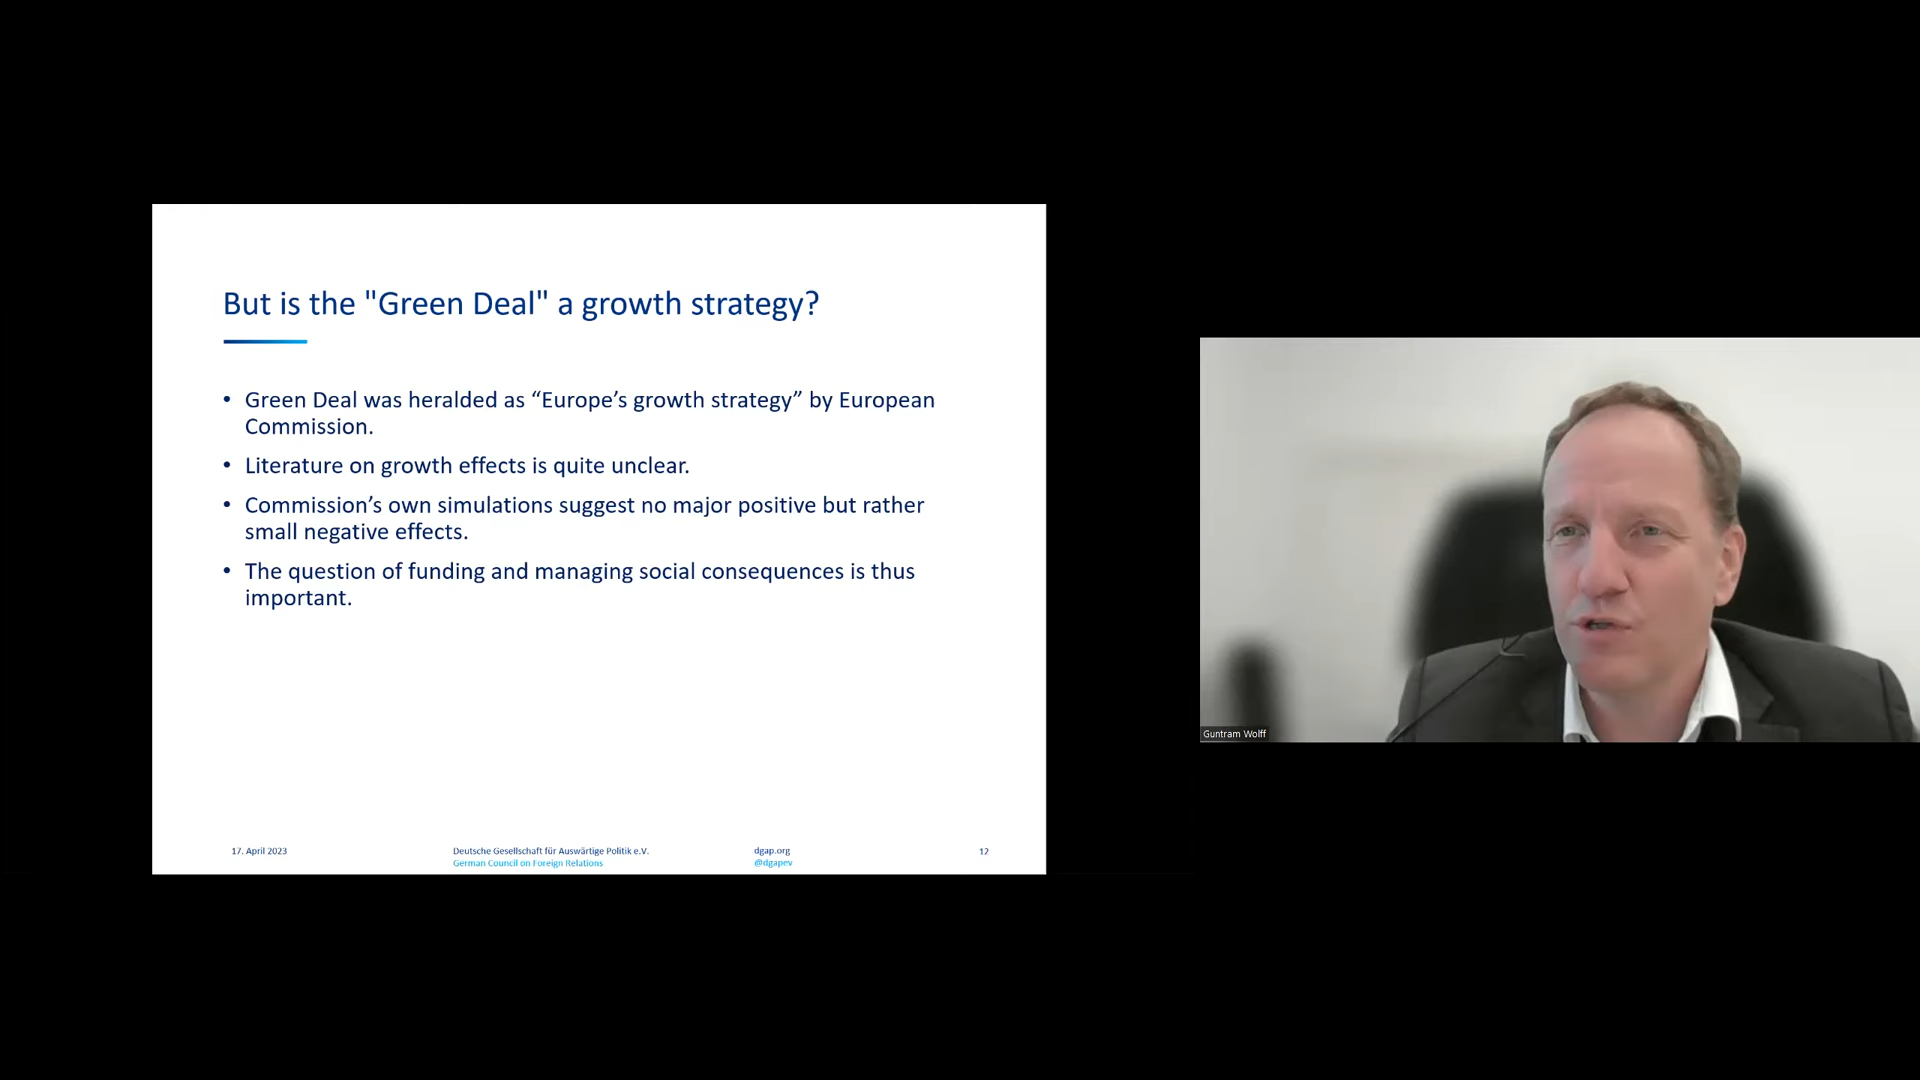 But is the "Green Deal" a growth strategy?
• Green Deal was heralded as “Europe’s growth strategy” by European
Commission.
• Literature on growth effects is quite unclear.
• Commission’s own simulations suggest no major positive but rather
small negative effects.
• The question of funding and managing social consequences is thus
important.
17. April 2023
Deutsche Gesellschaft für Auswärtige Politik e.V.
German Council on Foreign Relations
dgap.org
@dgapev
12
Guntram Wolff